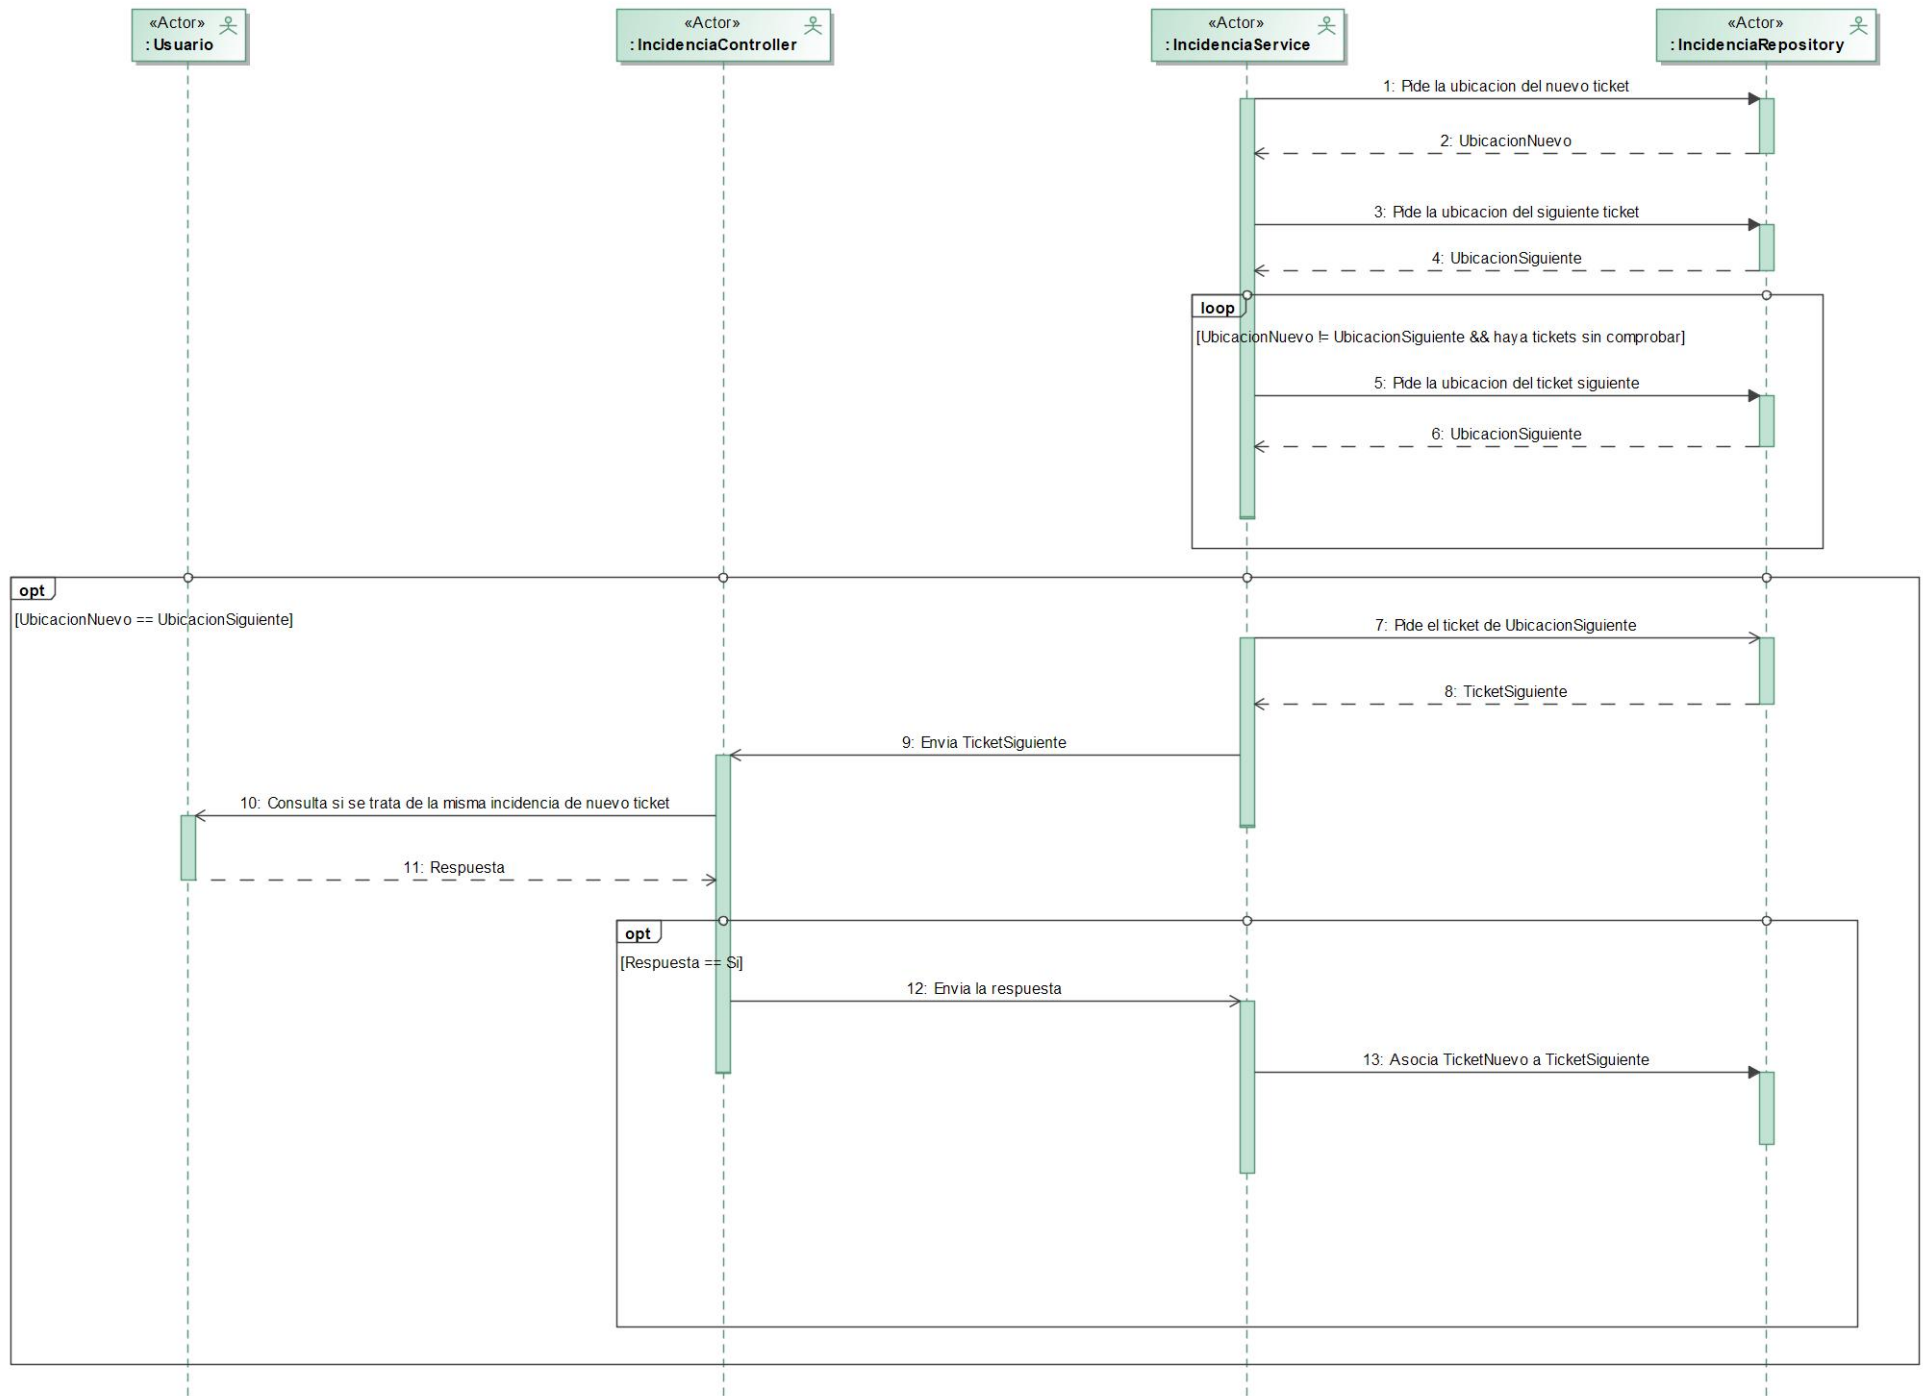 «Actor»
: Usuario
«Actor»
: IncidenciaController
«Actor»
: IncidenciaService
«Actor»
: IncidenciaRepository
1: Pide la ubicacion del nuevo ticket
2: UbicacionNuevo
3: Pide la ubicacion del siguiente ticket
4: UbicacionSiguiente
loop
[UbicacionNuevo != UbicacionSiguiente && haya tickets sin comprobar]
5: Pide la ubicacion del ticket siguiente
6: UbicacionSiguiente
opt
[UbicacionNuevo == UbicacionSiguiente]
7: Pide el ticket de UbicacionSiguiente
8: TicketSiguiente
9: Envia TicketSiguiente
10: Consulta si se trata de la misma incidencia de nuevo ticket
11: Respuesta
opt
[Respuesta == Si]
12: Envia la respuesta
13: Asocia TicketNuevo a TicketSiguiente